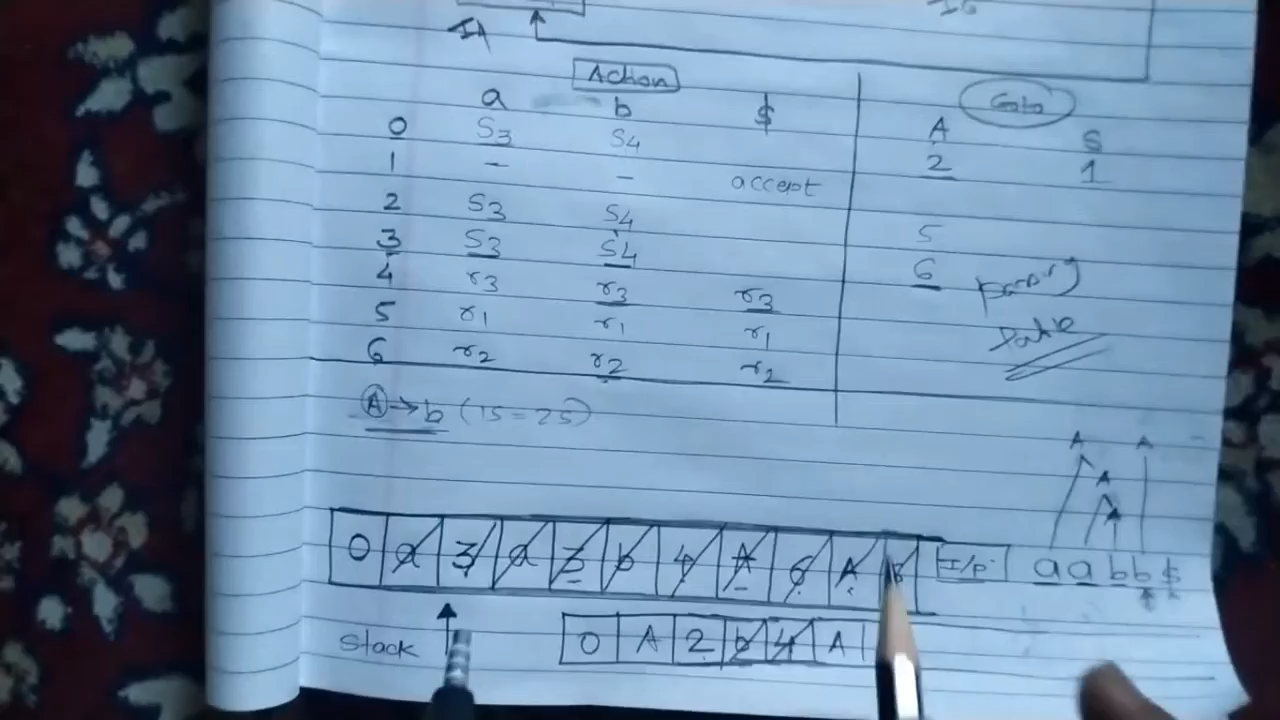 I1
Action
Goto
a b $ A S
0 S3 S4 2 1
1 - - accept
2 S3 S4 5
3 S3 S4 6
4 r3 r3 r3
5 r1 r1 r1
6 r2 r2 r2
parsing
table
A→b (1S=2S)
A A
A
0 a 3 a 3 b 4 A 6 A 6 I/p. a a b b $
Stack 0 A 2 b 4 A